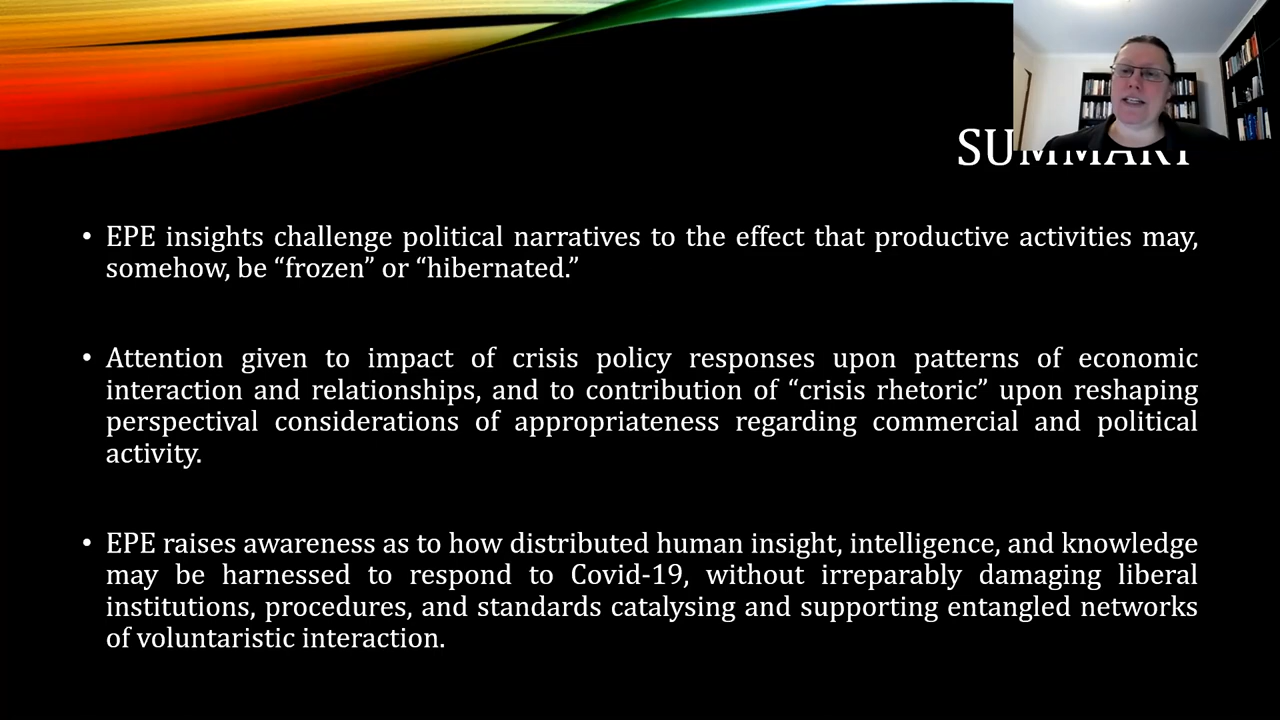 SUMMARY
• EPE insights challenge political narratives to the effect that productive activities may,
somehow, be “frozen” or “hibernated.”
• Attention given to impact of crisis policy responses upon patterns of economic
interaction and relationships, and to contribution of “crisis rhetoric” upon reshaping
perspectival considerations of appropriateness regarding commercial and political
activity.
• EPE raises awareness as to how distributed human insight, intelligence, and knowledge
may be harnessed to respond to Covid-19, without irreparably damaging liberal
institutions, procedures, and standards catalysing and supporting entangled networks
of voluntaristic interaction.